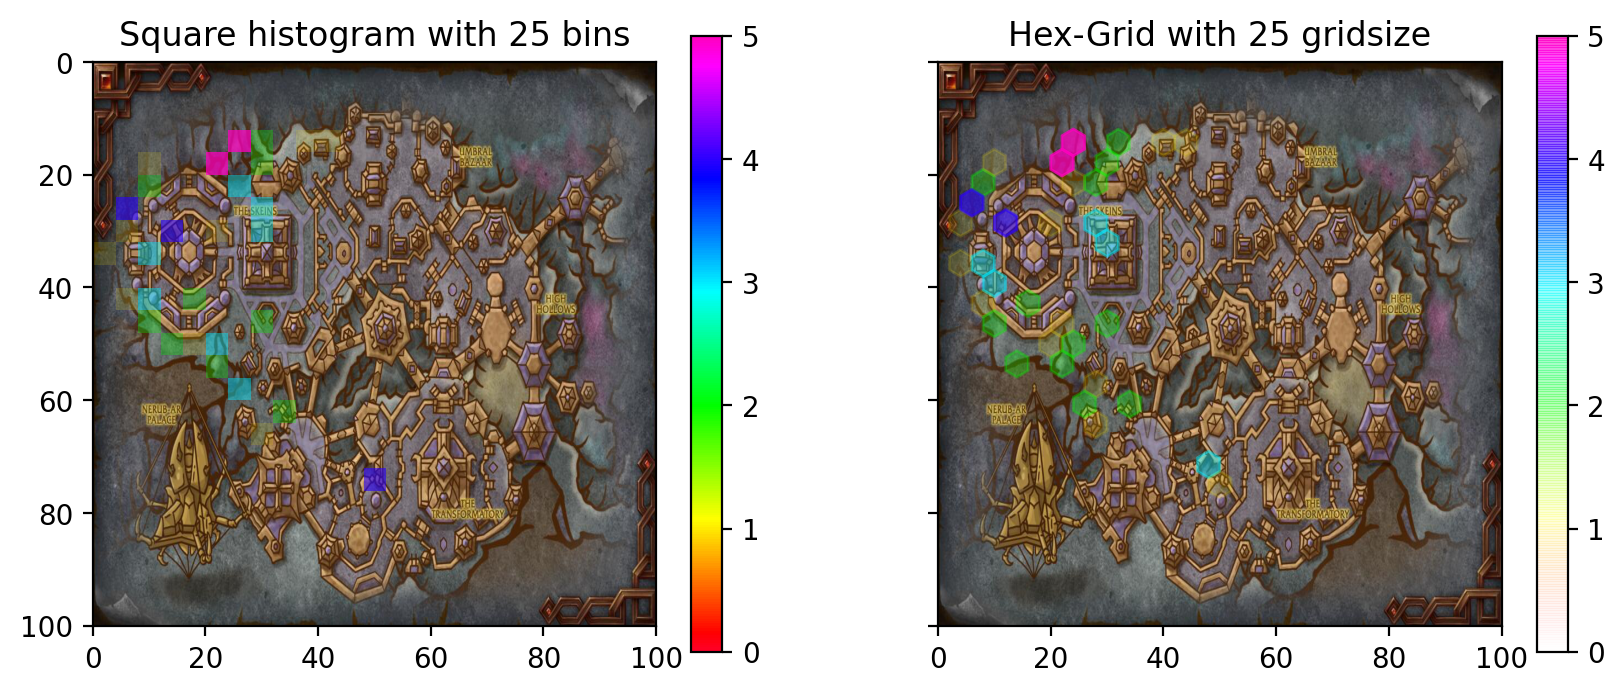 Square histogram with 25 bins
0
20
40
60
80
100
0
20
40
60
80
100
UMBRAL
BAZAAR
THE SKEINS
HIGH
HOLLOWS
NERUB-AR
PALACE
THE
TRANSFORMATORY
5
4
3
2
1
0
Hex-Grid with 25 gridsize
0
20
40
60
80
100
UMBRAL
BAZAAR
THE SKEINS
HIGH
HOLLOWS
NERUB-AR
PALACE
THE
TRANSFORMATORY
5
4
3
2
1
0